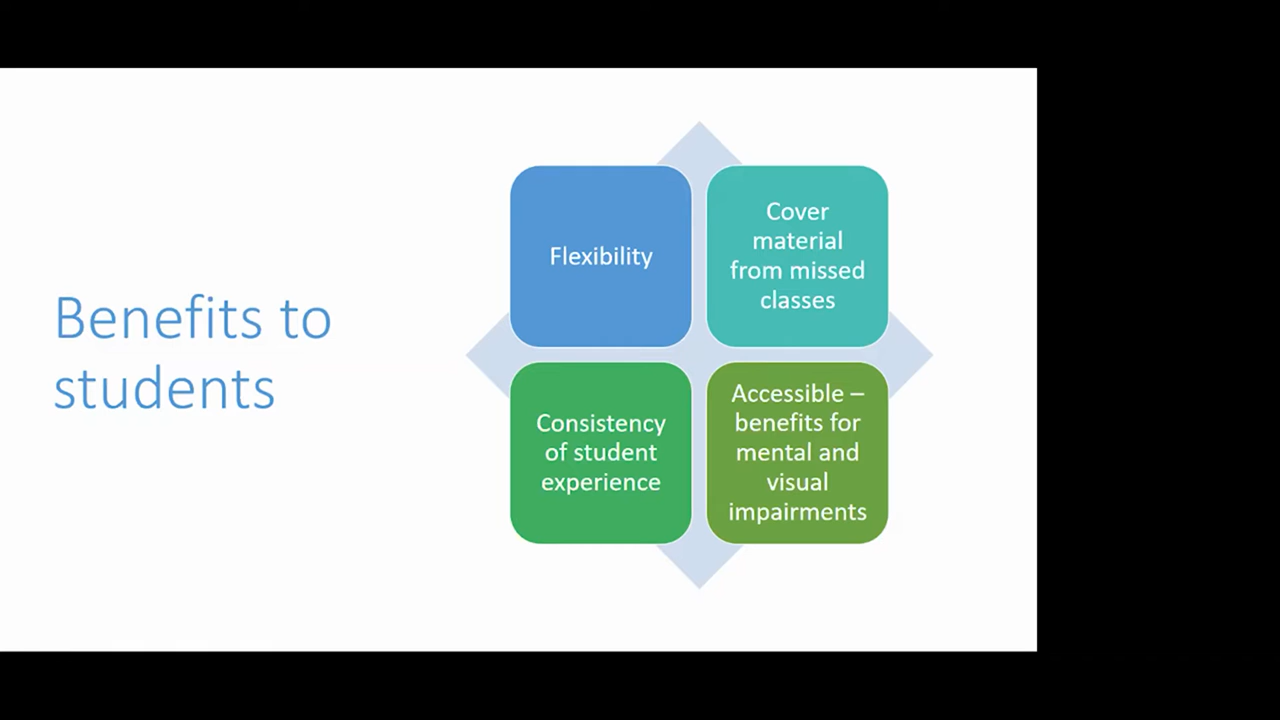 Benefits to
students
Flexibility
Cover
material
from missed
classes
Consistency
of student
experience
Accessible –
benefits for
mental and
visual
impairments